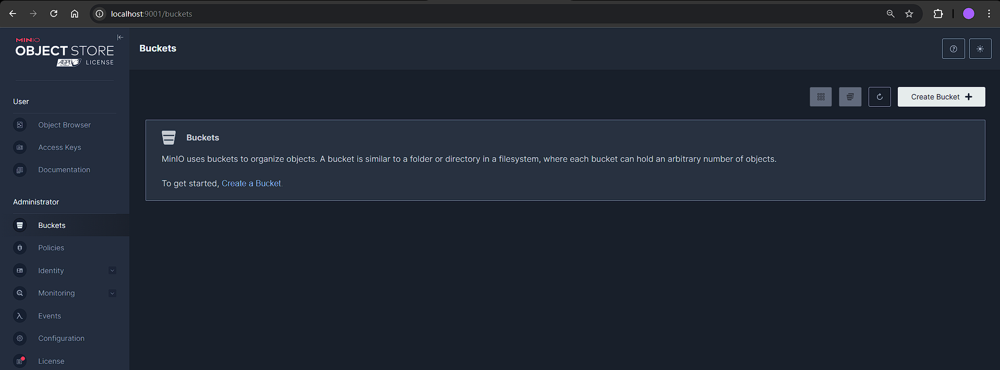 localhost:9001/buckets
MINIO
OBJECT STORE
AGPL LICENSE
Buckets
User
Object Browser
Access Keys
Documentation
Administrator
Buckets
Policies
Identity
Monitoring
Events
Configuration
License
Create Bucket
Buckets
MinIO uses buckets to organize objects. A bucket is similar to a folder or directory in a filesystem, where each bucket can hold an arbitrary number of objects.
To get started, Create a Bucket.